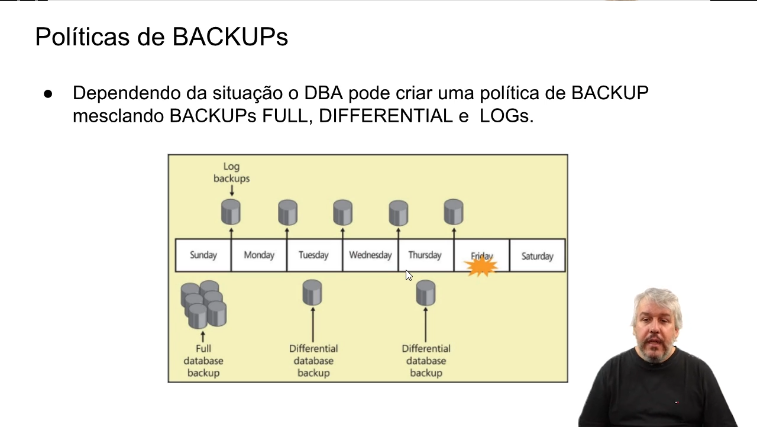 Políticas de BACKUPs
● Dependendo da situação o DBA pode criar uma política de BACKUP
mesclando BACKUPs FULL, DIFFERENTIAL e LOGs.
Log
backups
Sunday Monday Tuesday Wednesday Thursday Friday Saturday
Full
database
backup
Differential
database
backup
Differential
database
backup